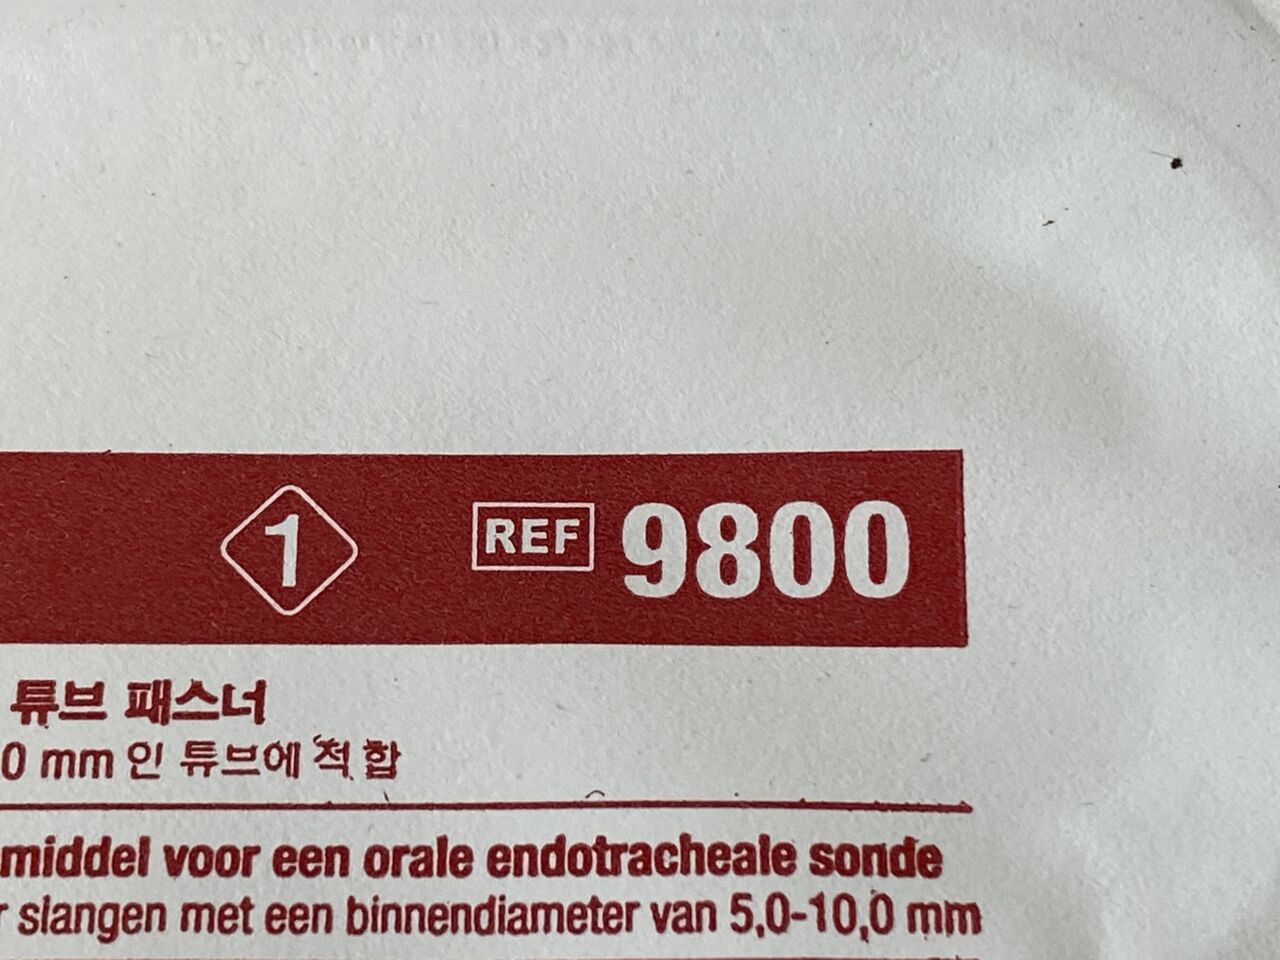 1 REF 9800
튜브 패스너
0 mm 인 튜브에 적합
middel voor een orale endotracheale sonde
slangen met een binnendiameter van 5,0-10,0 mm